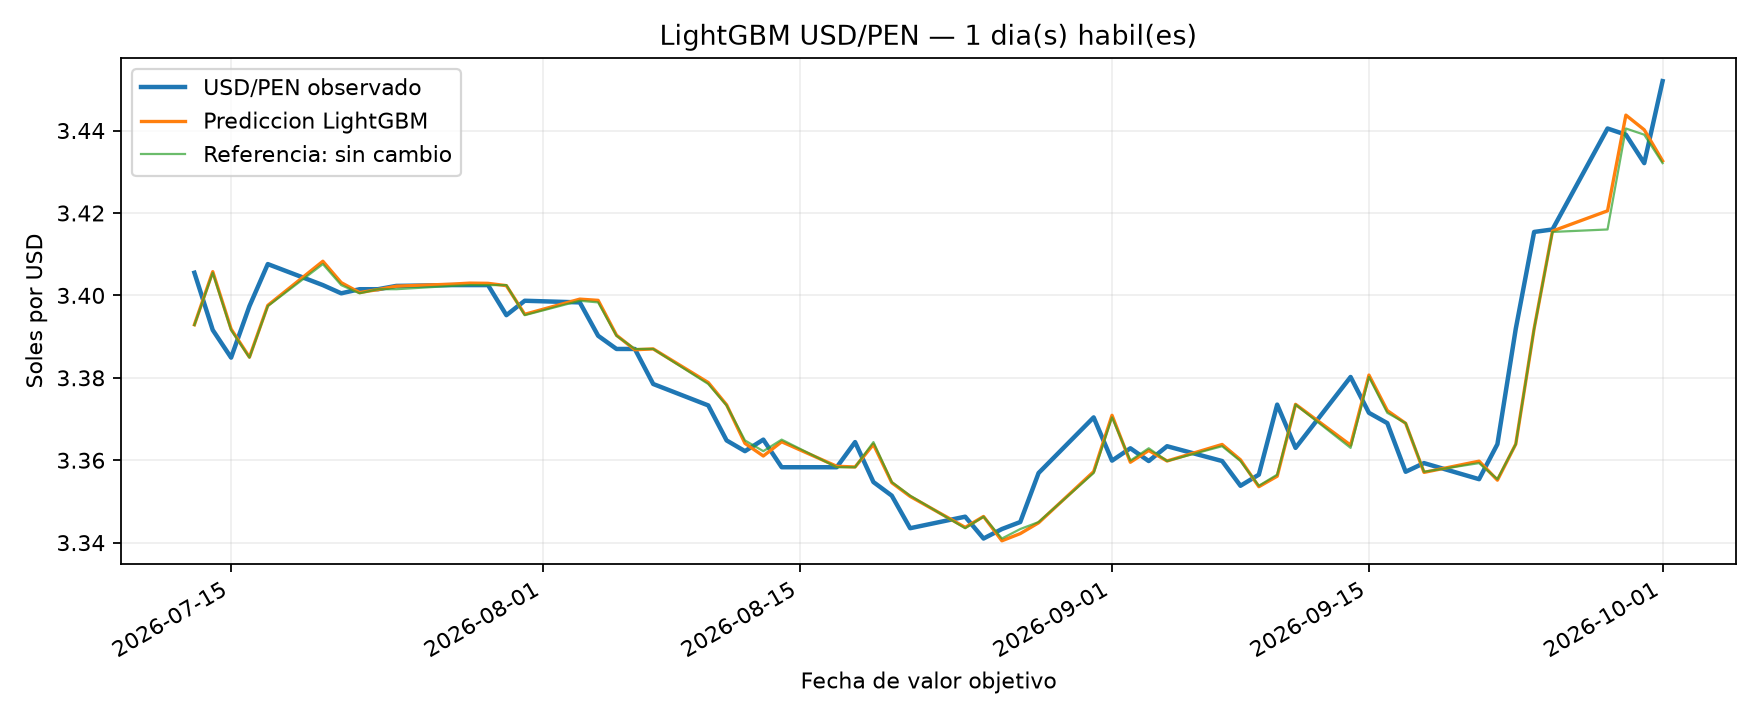 LightGBM USD/PEN — 1 dia(s) habil(es)
USD/PEN observado
Prediccion LightGBM
Referencia: sin cambio
Soles por USD
3.44
3.42
3.40
3.38
3.36
3.34
2026-07-15
2026-08-01
2026-08-15
2026-09-01
2026-09-15
2026-10-01
Fecha de valor objetivo